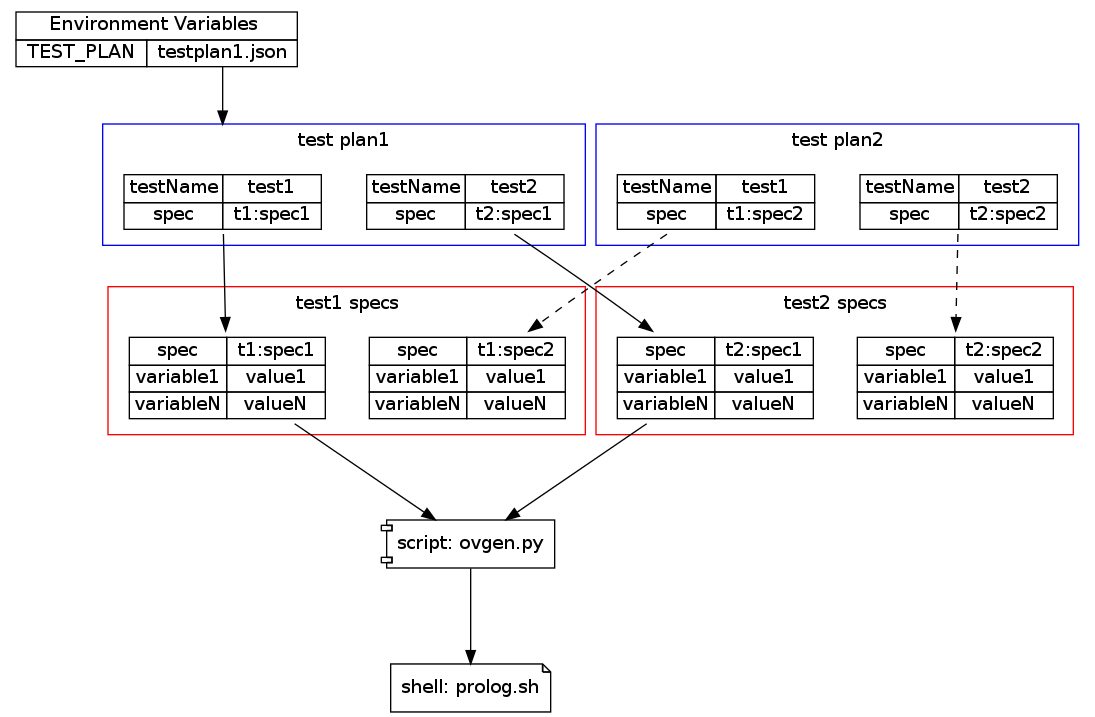 Environment Variables
TEST_PLAN testplan1.json
test plan1
test plan2
testName test1
spec t1:spec1
testName test2
spec t2:spec1
testName test1
spec t1:spec2
testName test2
spec t2:spec2
test1 specs
test2 specs
spec t1:spec1
variable1 value1
variableN valueN
spec t1:spec2
variable1 value1
variableN valueN
spec t2:spec1
variable1 value1
variableN valueN
spec t2:spec2
variable1 value1
variableN valueN
script: ovgen.py
shell: prolog.sh